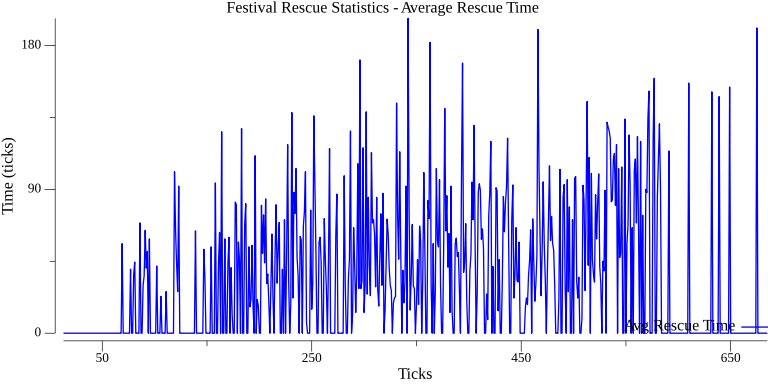 Festival Rescue Statistics - Average Rescue Time
Time (ticks)
180
90
0
Avg Rescue Time
50
250
450
650
Ticks